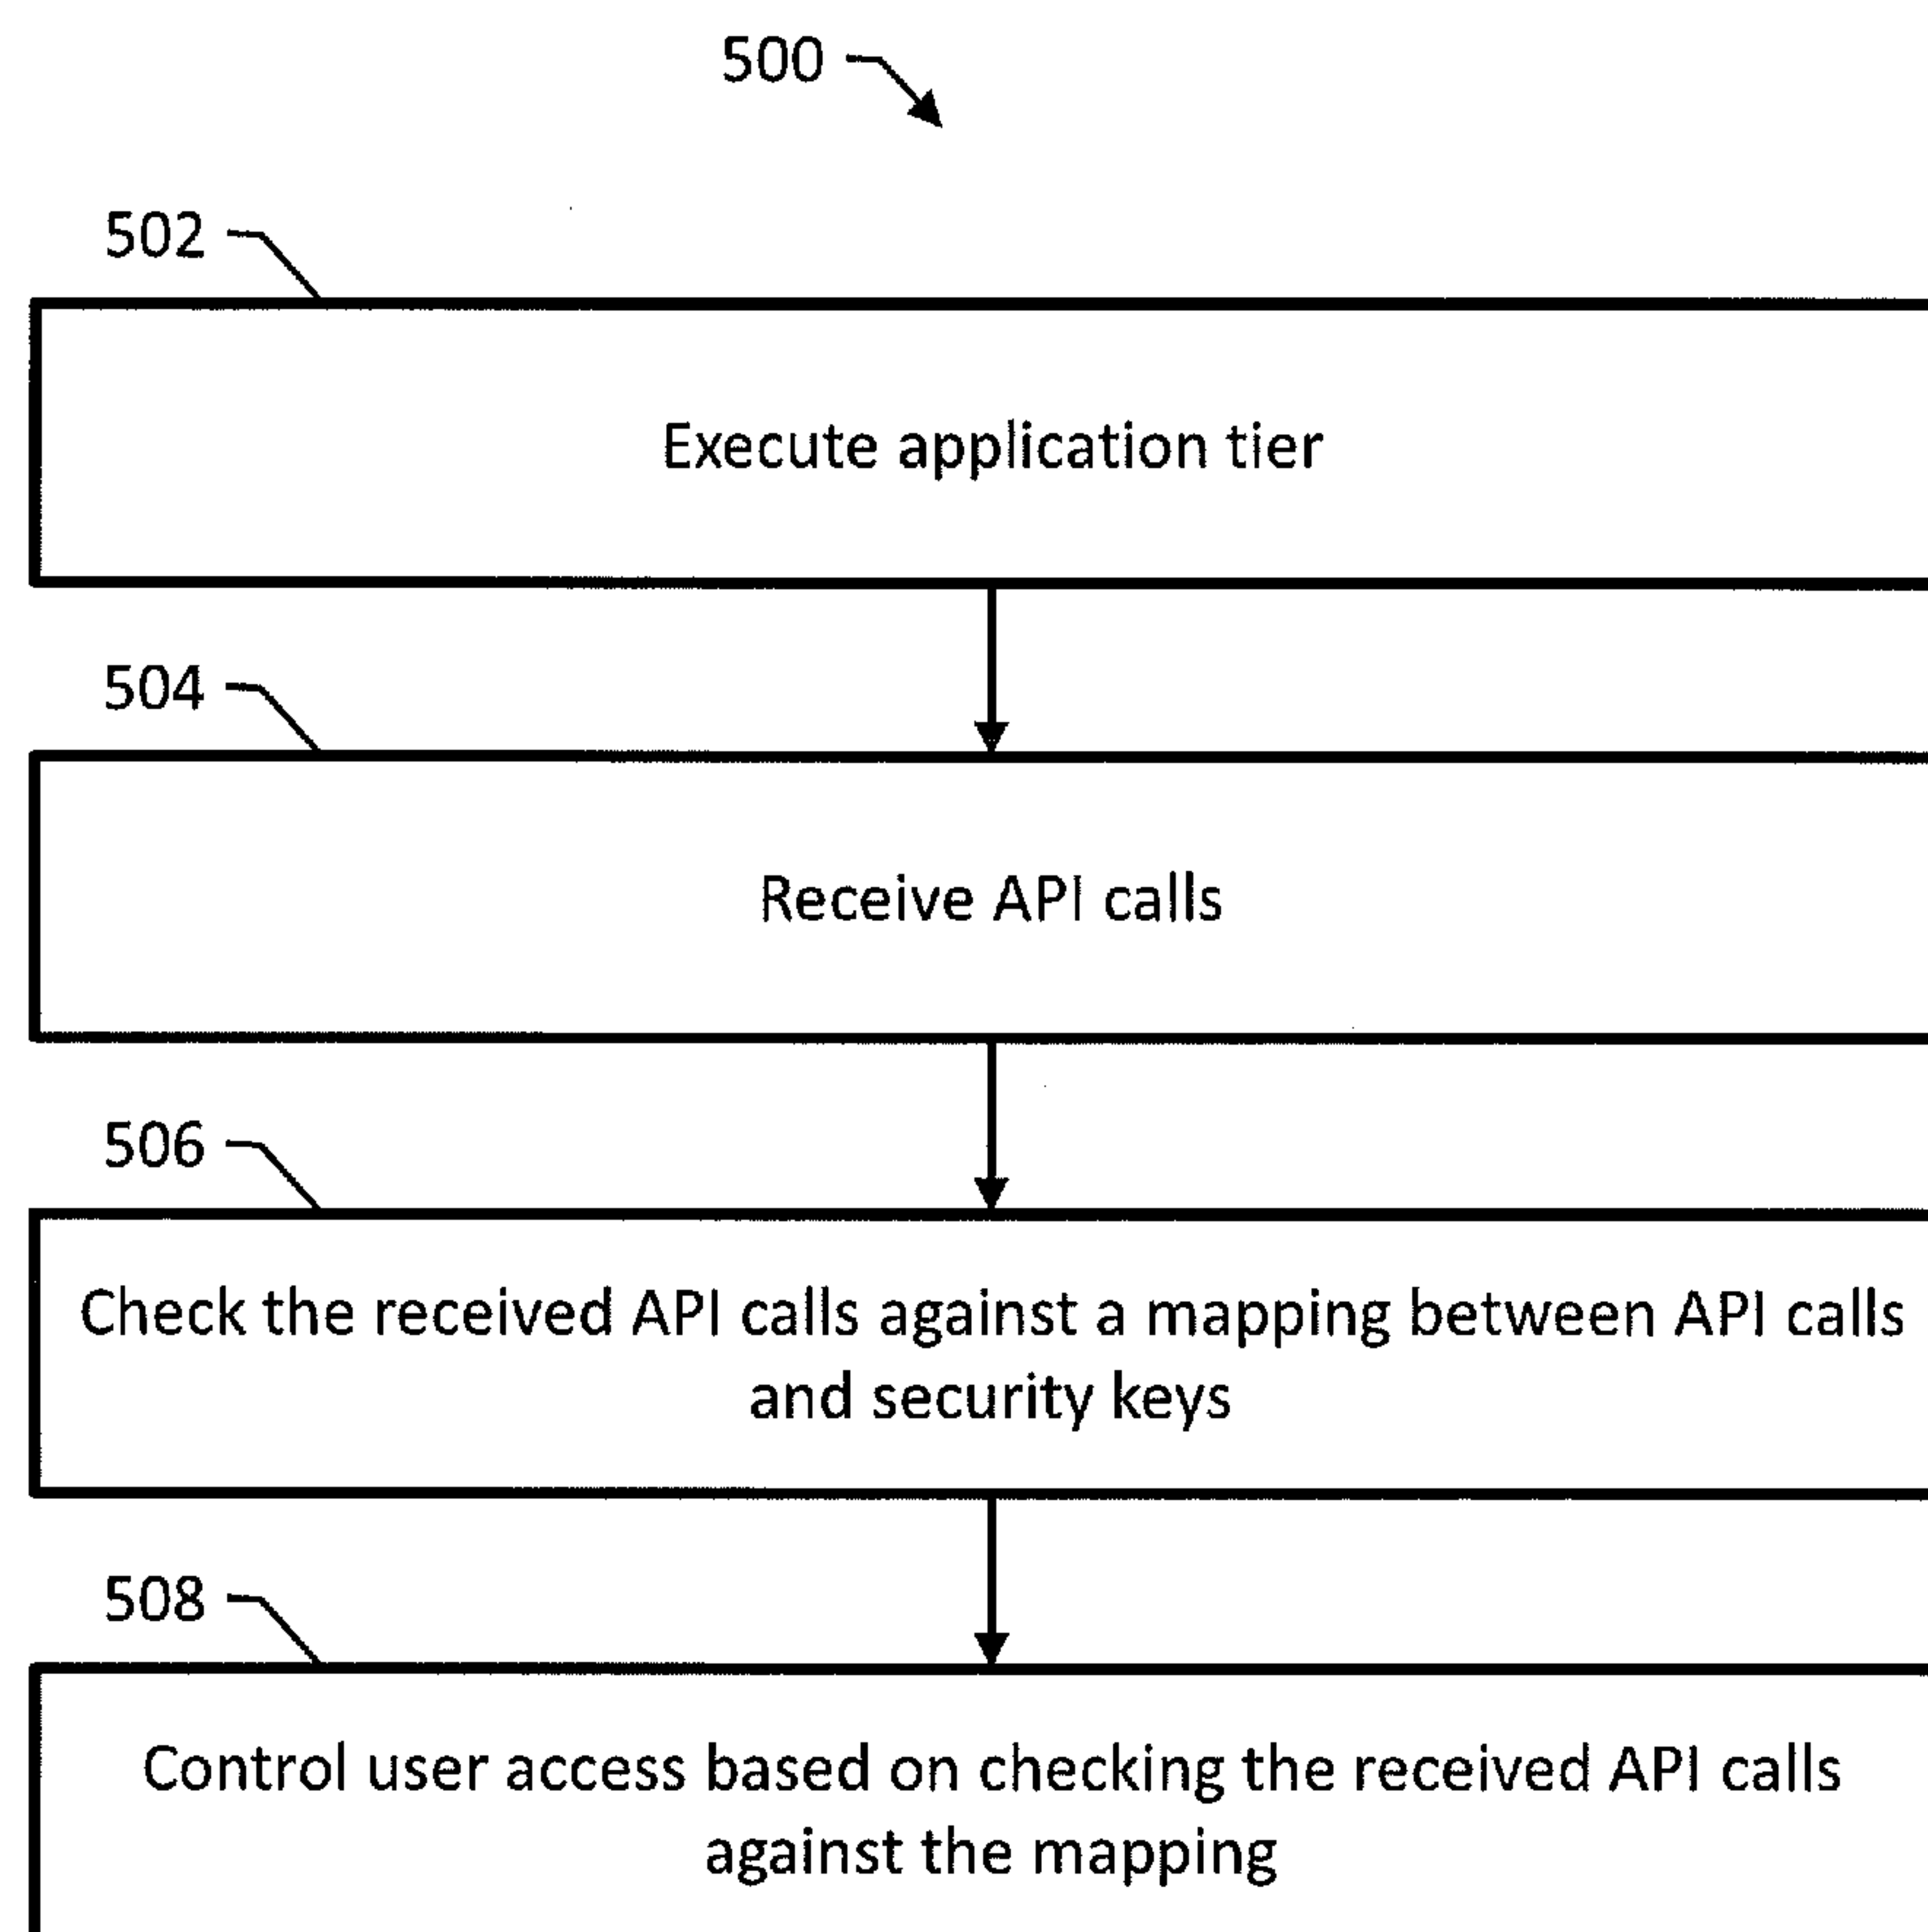 500
502
Execute application tier
504
Receive API calls
506
Check the received API calls against a mapping between API calls
and security keys
508
Control user access based on checking the received API calls
against the mapping